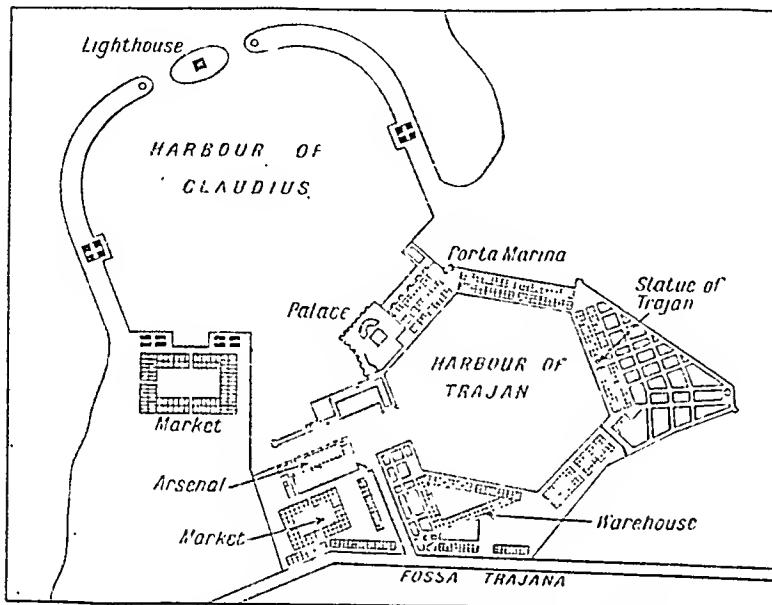 Lighthouse
HARBOUR OF
CLAUDIUS
Porta Marina
Statue of
Trajan
Palace
HARBOUR OF
TRAJAN
Market
Arsenal
Market
Warehouse
FOSSA TRAJANA